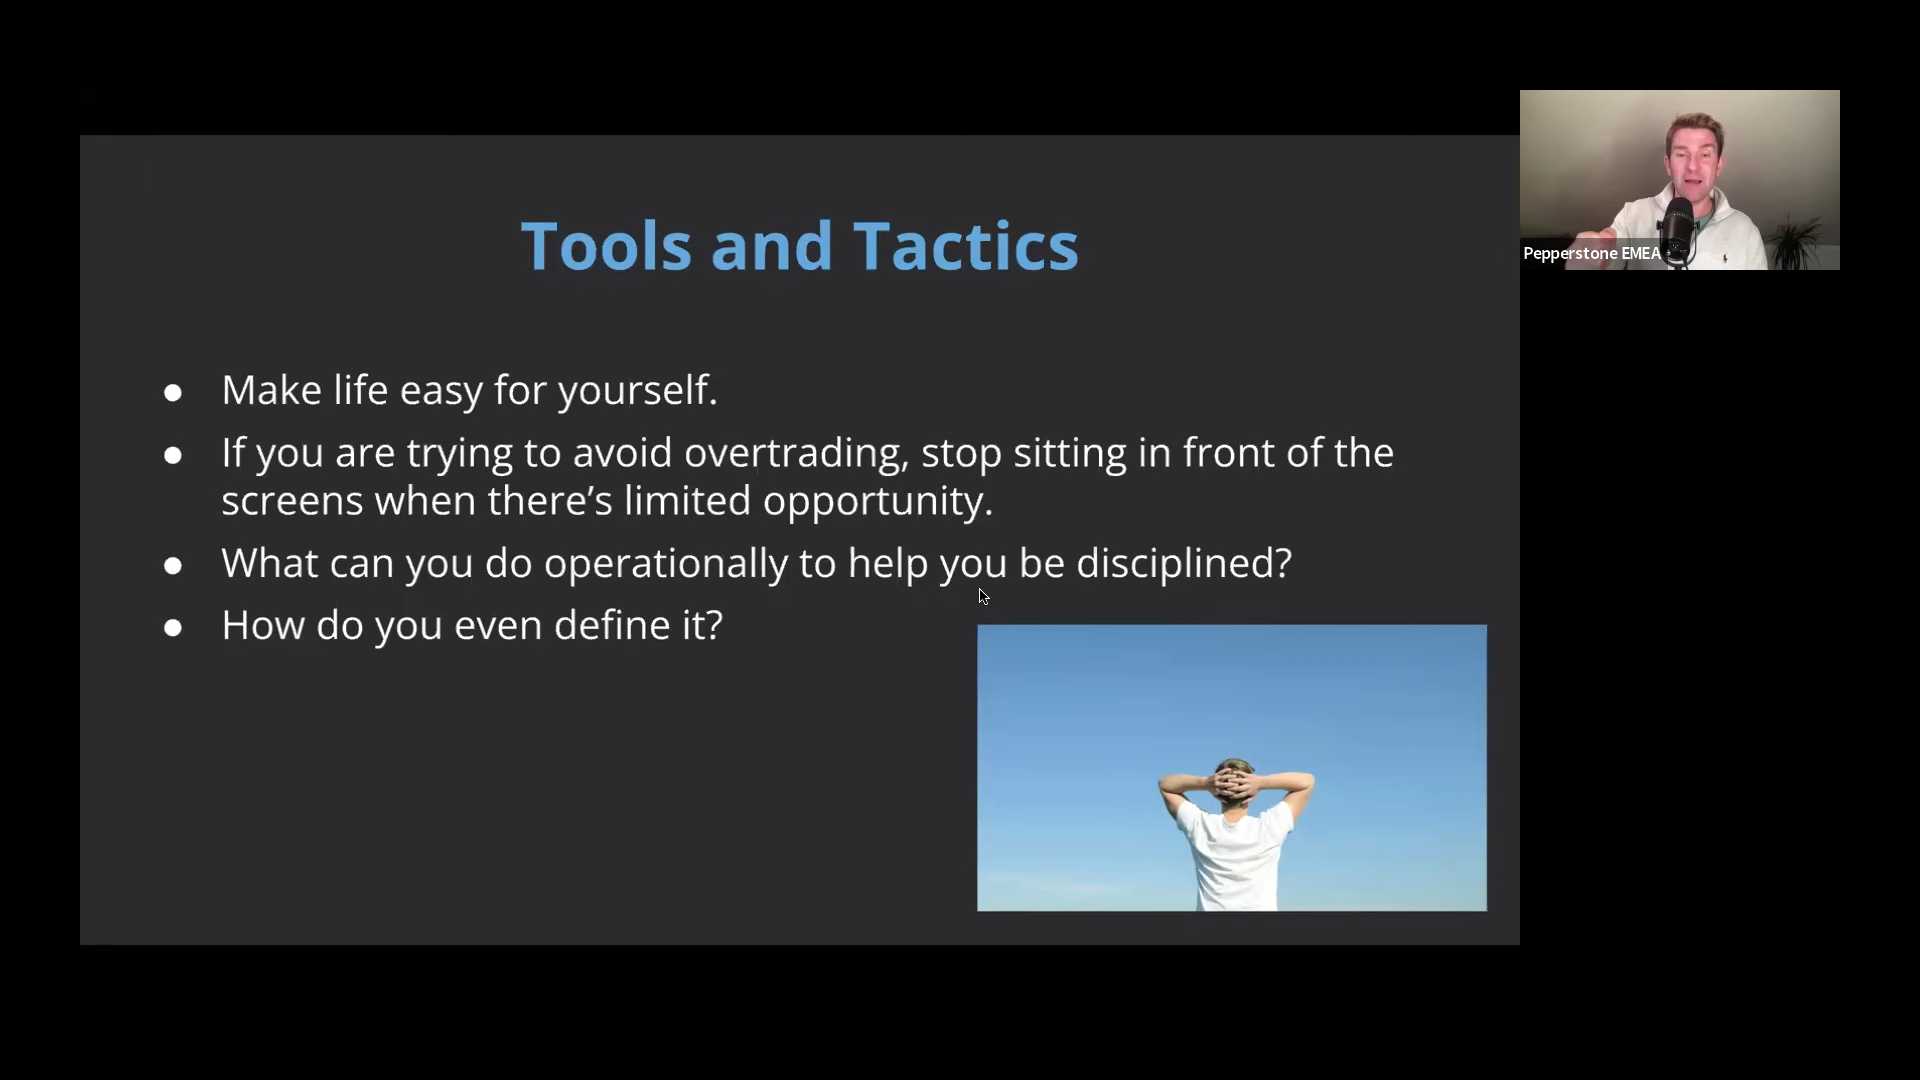 Tools and Tactics
● Make life easy for yourself.
● If you are trying to avoid overtrading, stop sitting in front of the
screens when there’s limited opportunity.
● What can you do operationally to help you be disciplined?
● How do you even define it?
Pepperstone EMEA